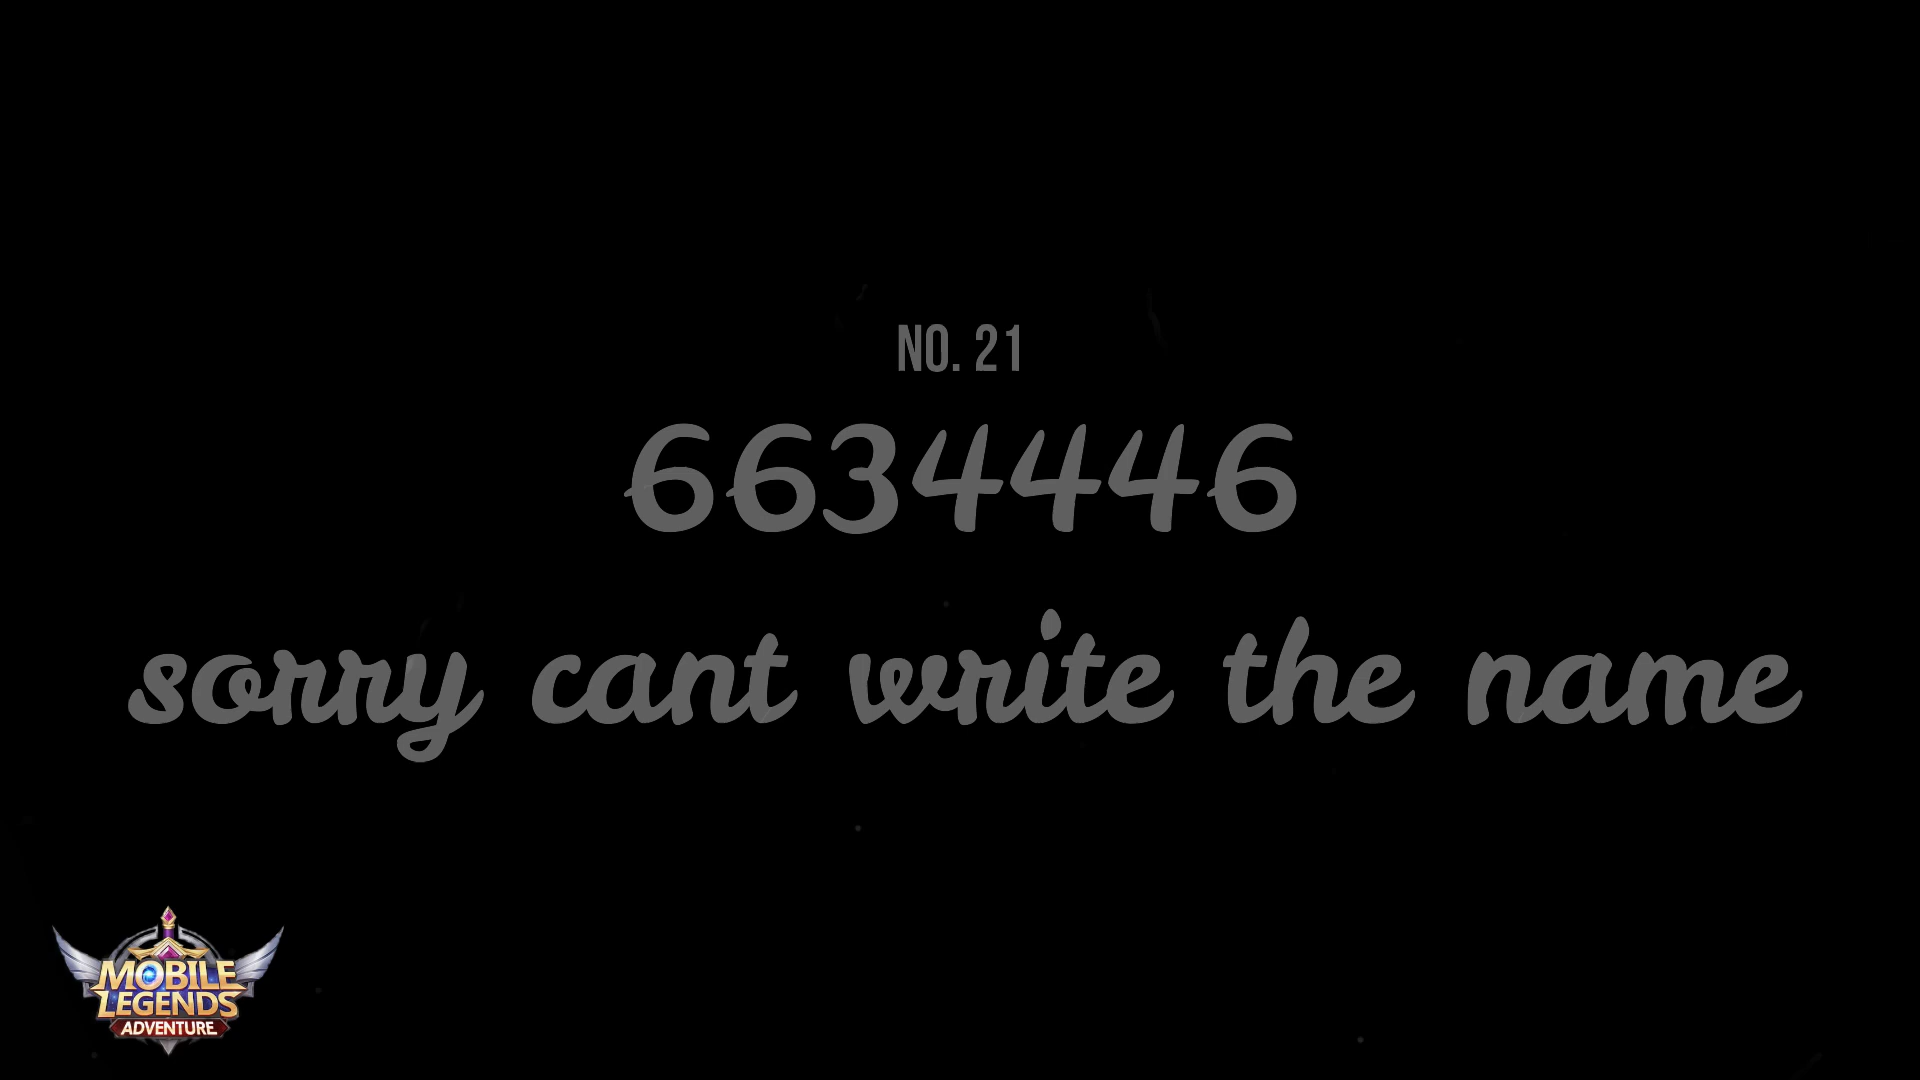 NO. 21
6634446
sorry cant write the name
MOBILE
LEGENDS
ADVENTURE